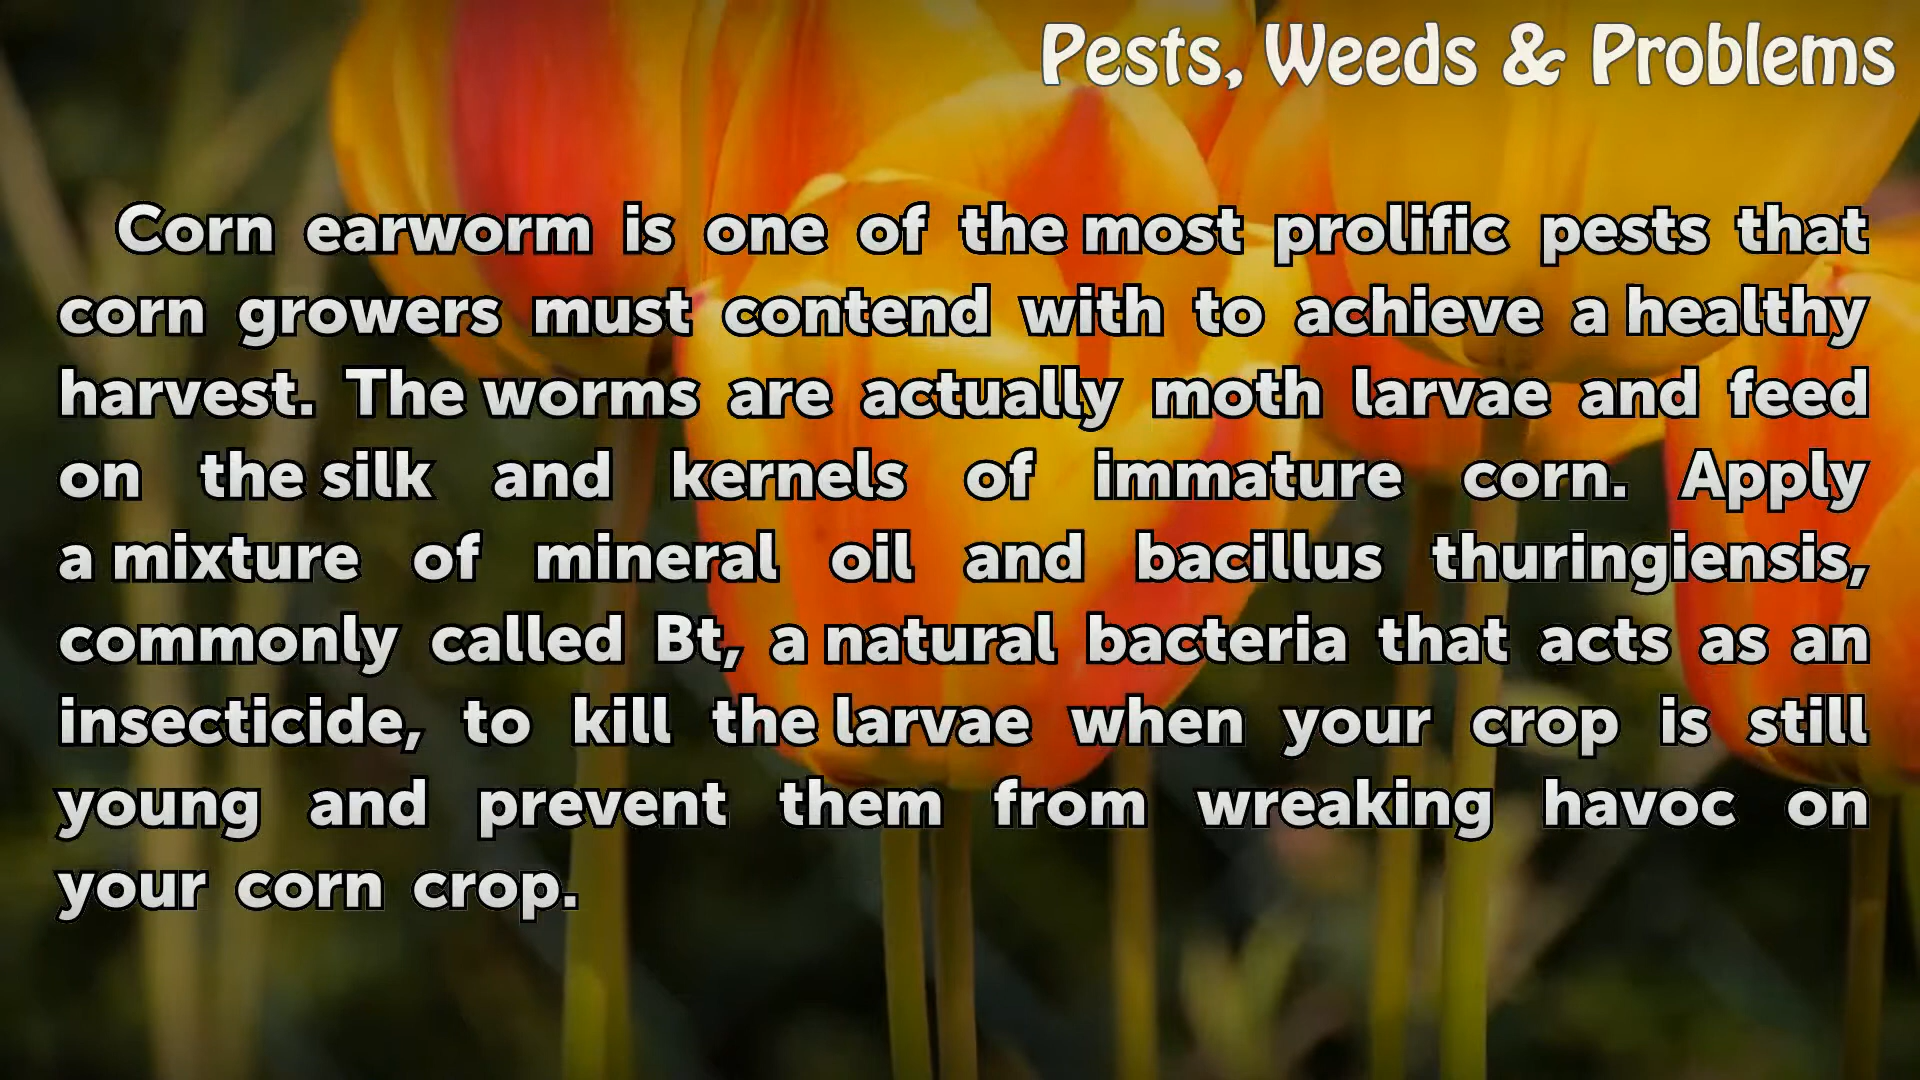 Pests, Weeds & Problems
Corn earworm is one of the most prolific pests that
corn growers must contend with to achieve a healthy
harvest. The worms are actually moth larvae and feed
on the silk and kernels of immature corn. Apply
a mixture of mineral oil and bacillus thuringiensis,
commonly called Bt, a natural bacteria that acts as an
insecticide, to kill the larvae when your crop is still
young and prevent them from wreaking havoc on
your corn crop.